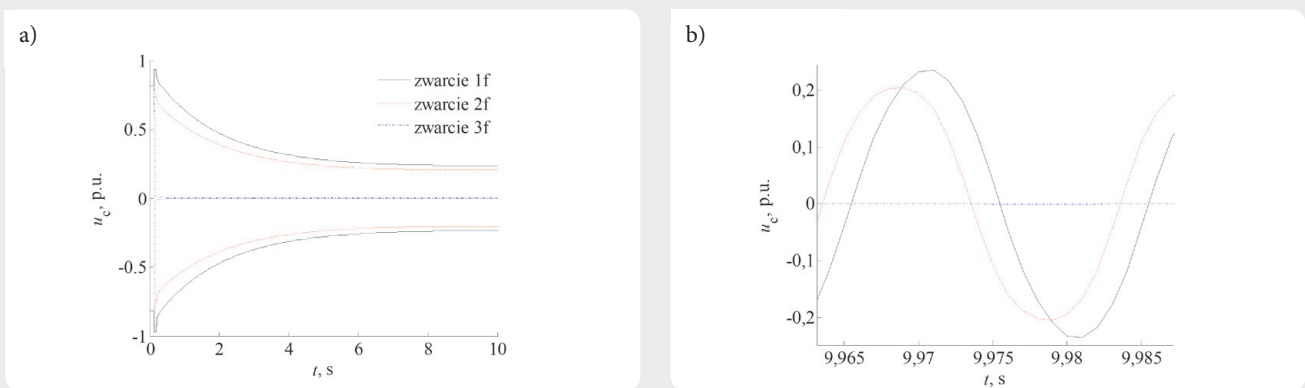 a)
1
0.5
0
-0.5
-1
0
2
4
6
8
10
u_c, p.u.
t, s
zwarcie 1f
zwarcie 2f
zwarcie 3f
b)
0,2
0,1
0
-0,1
-0,2
9,965
9,97
9,975
9,98
9,985
u_c, p.u.
t, s